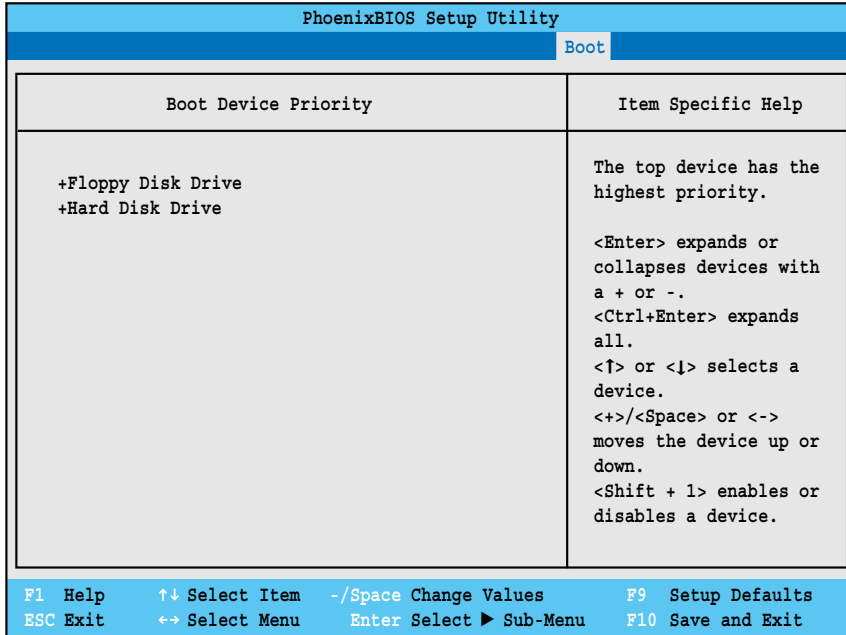 PhoenixBIOS Setup Utility
Boot
Boot Device Priority
Item Specific Help
+Floppy Disk Drive
+Hard Disk Drive
The top device has the
highest priority.
<Enter> expands or
collapses devices with
a + or -.
<Ctrl+Enter> expands
all.
<↑> or <↓> selects a
device.
<+>/<Space> or <->
moves the device up or
down.
<Shift + 1> enables or
disables a device.
F1 Help ↑↓ Select Item -/Space Change Values F9 Setup Defaults
ESC Exit ←→ Select Menu Enter Select ▶ Sub-Menu F10 Save and Exit